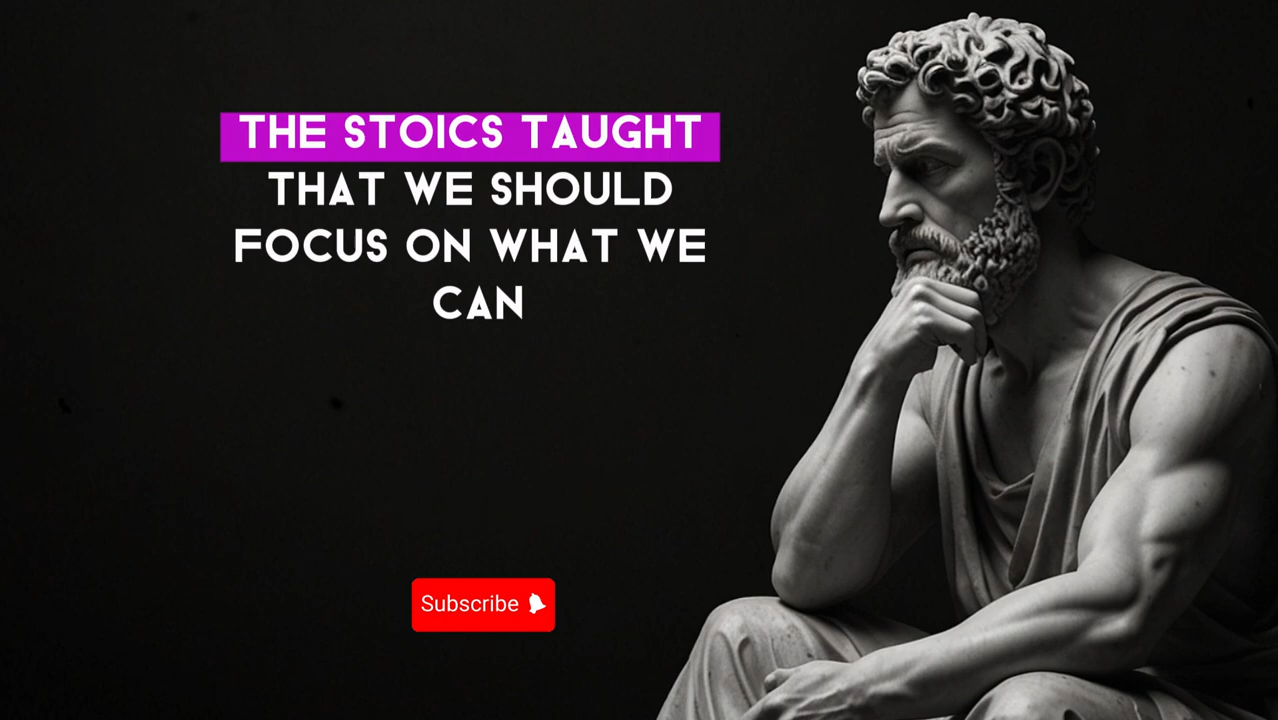 THE STOICS TAUGHT
THAT WE SHOULD
FOCUS ON WHAT WE
CAN
Subscribe